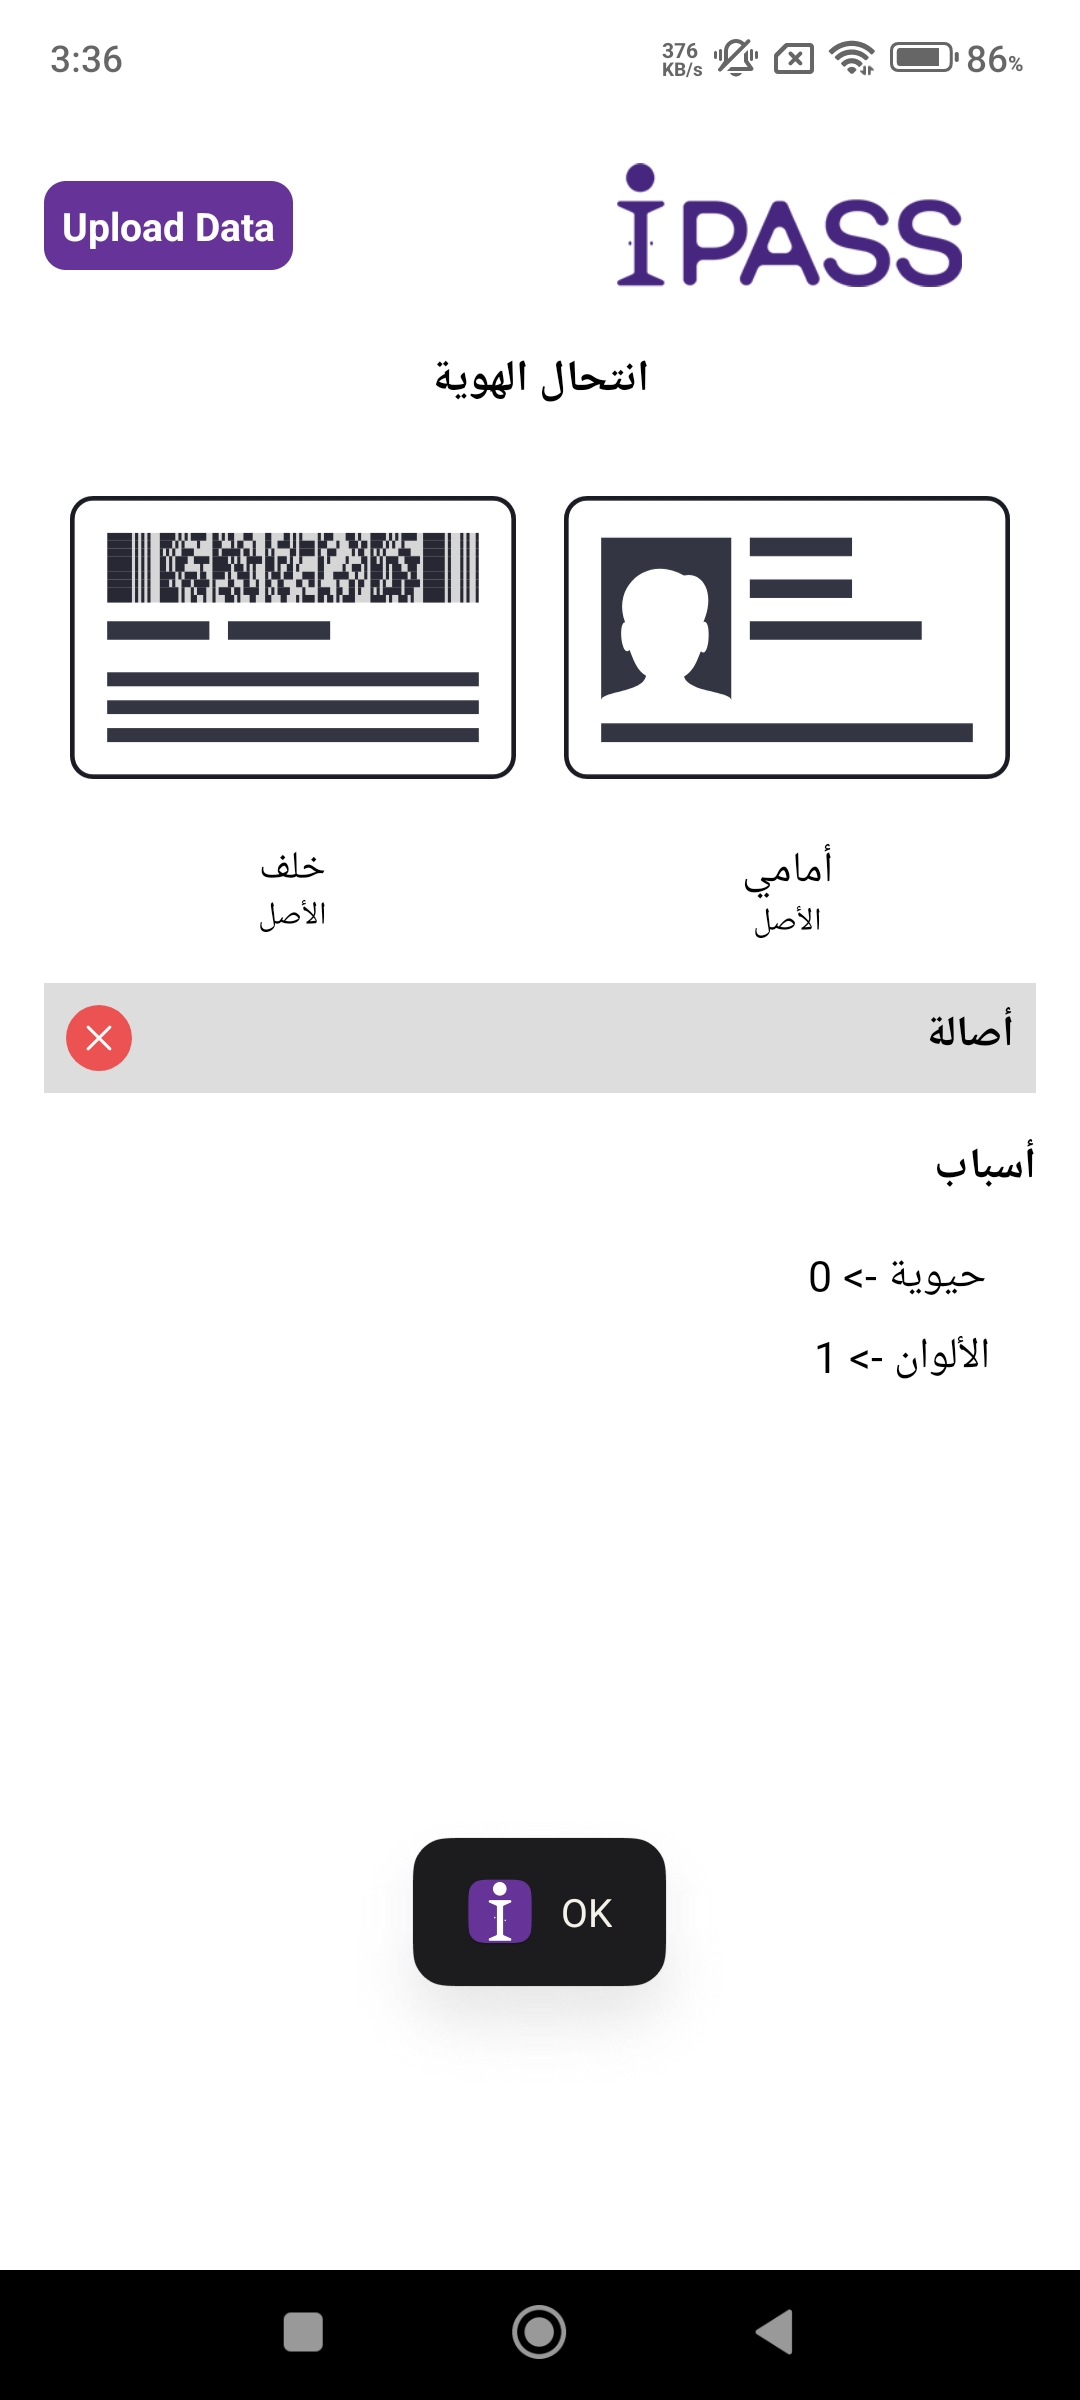 3:36
376 KB/s
86%
Upload Data
iPASS
انتحال الهوية
أمامي
الأصل
خلف
الأصل
أصالة
أسباب
حيوية -> 0
الألوان -> 1
OK